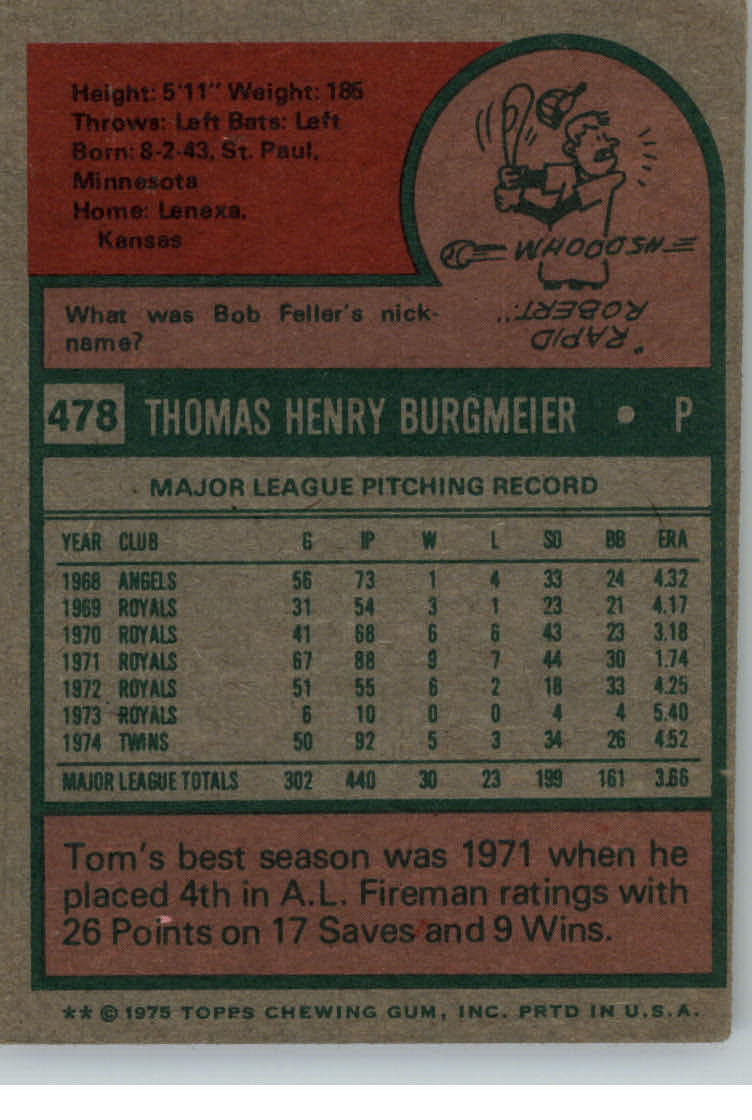 Height: 5'11" Weight: 185
Throws: Left Bats: Left
Born: 8-2-43, St. Paul,
Minnesota
Home: Lenexa,
Kansas
WHOOOOSH
What was Bob Feller's nick-
name?
"RAPID
ROBERT."
478 THOMAS HENRY BURGMEIER • P
MAJOR LEAGUE PITCHING RECORD
YEAR CLUB G IP W L SO BB ERA
1968 ANGELS 56 73 1 4 33 24 4.32
1969 ROYALS 31 54 3 1 23 21 4.17
1970 ROYALS 41 68 6 6 43 23 3.18
1971 ROYALS 67 88 9 7 44 30 1.74
1972 ROYALS 51 55 6 2 18 33 4.25
1973 ROYALS 6 10 0 0 4 4 5.40
1974 TWINS 50 92 5 3 34 26 4.52
MAJOR LEAGUE TOTALS 302 440 30 23 199 161 3.66
Tom's best season was 1971 when he
placed 4th in A.L. Fireman ratings with
26 Points on 17 Saves and 9 Wins.
** © 1975 TOPPS CHEWING GUM, INC. PRTD IN U.S.A.